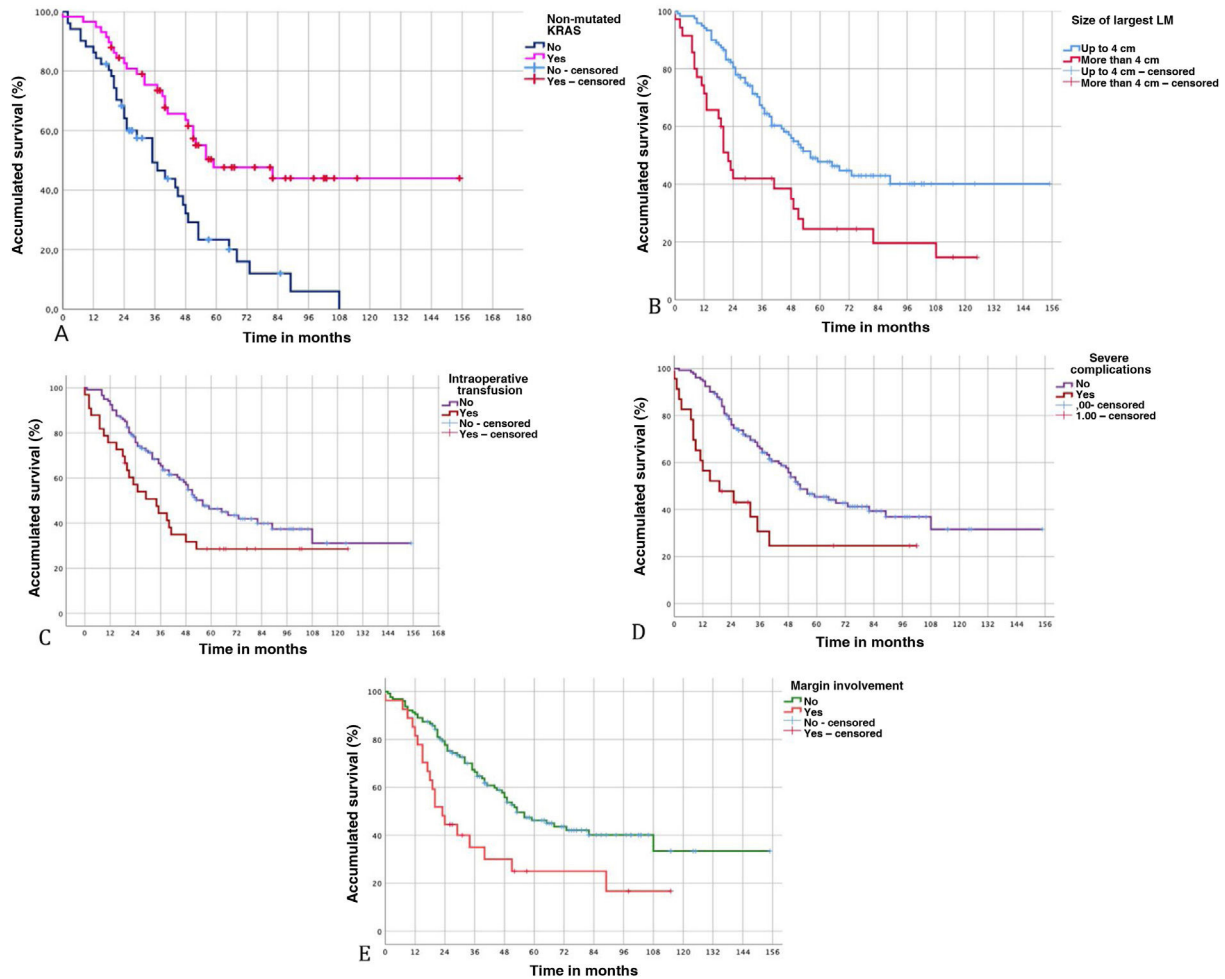 Non-mutated
KRAS
No
Yes
No - censored
Yes – censored
Accumulated survival (%)
100,0
80,0
60,0
40,0
20,0
0,0
0 12 24 36 48 60 72 84 96 108 120 132 144 156 168 180
A
Time in months
Size of largest LM
Up to 4 cm
More than 4 cm
Up to 4 cm – censored
More than 4 cm – censored
Accumulated survival (%)
100
80
60
40
20
0
0 12 24 36 48 60 72 84 96 108 120 132 144 156
B
Time in months
Intraoperative
transfusion
No
Yes
No - censored
Yes – censored
Accumulated survival (%)
100
80
60
40
20
0
0 12 24 36 48 60 72 84 96 108 120 132 144 156 168
C
Time in months
Severe
complications
No
Yes
,00- censored
1.00 – censored
Accumulated survival (%)
100
80
60
40
20
0
0 12 24 36 48 60 72 84 96 108 120 132 144 156
D
Time in months
Margin involvement
No
Yes
No - censored
Yes – censored
Accumulated survival (%)
100
80
60
40
20
0
0 12 24 36 48 60 72 84 96 108 120 132 144 156
E
Time in months